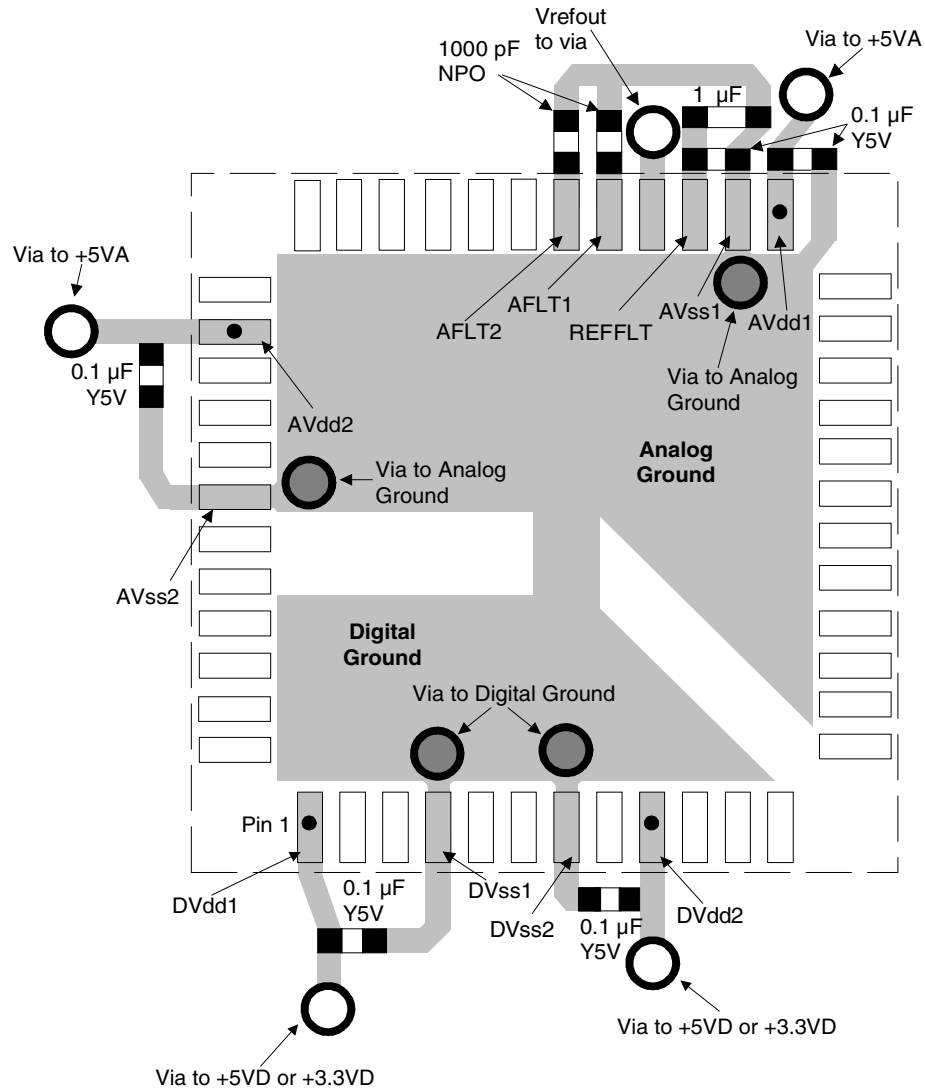 Vrefout
to via
Via to +5VA
1000 pF
NPO
1 µF
0.1 µF
Y5V
Via to +5VA
AFLT2
AFLT1
REFFLT
AVss1
AVdd1
0.1 µF
Y5V
Via to Analog
Ground
AVdd2
Analog
Ground
Via to Analog
Ground
AVss2
Digital
Ground
Via to Digital Ground
Pin 1
DVdd1
0.1 µF
Y5V
DVss1
DVss2
0.1 µF
Y5V
DVdd2
Via to +5VD or +3.3VD
Via to +5VD or +3.3VD